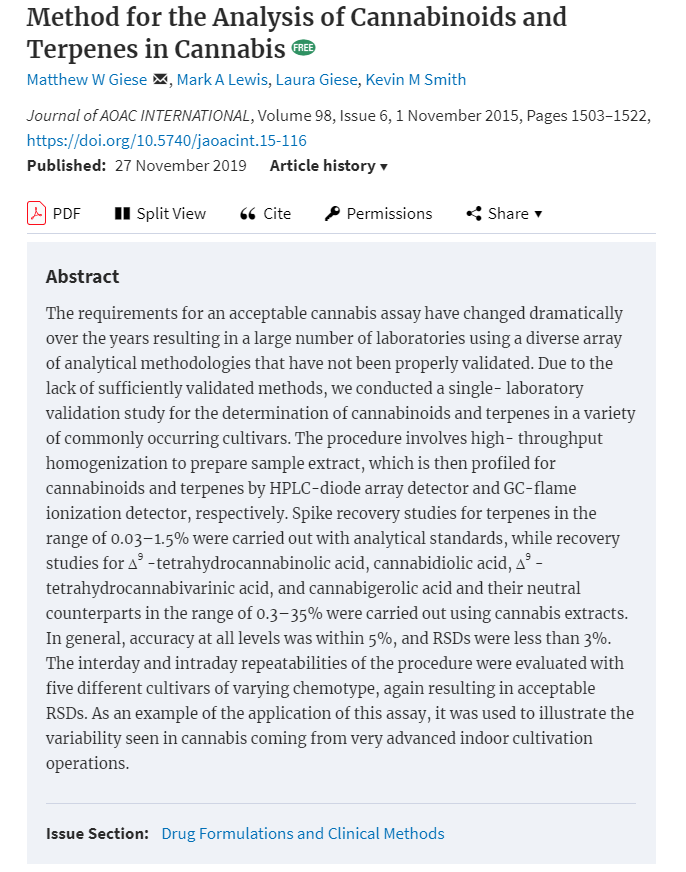 Method for the Analysis of Cannabinoids and
Terpenes in Cannabis FREE
Matthew W Giese, Mark A Lewis, Laura Giese, Kevin M Smith
Journal of AOAC INTERNATIONAL, Volume 98, Issue 6, 1 November 2015, Pages 1503–1522,
https://doi.org/10.5740/jaoacint.15-116
Published: 27 November 2019 Article history ▾
PDF Split View Cite Permissions Share ▾
Abstract
The requirements for an acceptable cannabis assay have changed dramatically
over the years resulting in a large number of laboratories using a diverse array
of analytical methodologies that have not been properly validated. Due to the
lack of sufficiently validated methods, we conducted a single- laboratory
validation study for the determination of cannabinoids and terpenes in a variety
of commonly occurring cultivars. The procedure involves high- throughput
homogenization to prepare sample extract, which is then profiled for
cannabinoids and terpenes by HPLC-diode array detector and GC-flame
ionization detector, respectively. Spike recovery studies for terpenes in the
range of 0.03–1.5% were carried out with analytical standards, while recovery
studies for Δ⁹ -tetrahydrocannabinolic acid, cannabidiolic acid, Δ⁹ -
tetrahydrocannabivarinic acid, and cannabigerolic acid and their neutral
counterparts in the range of 0.3–35% were carried out using cannabis extracts.
In general, accuracy at all levels was within 5%, and RSDs were less than 3%.
The interday and intraday repeatabilities of the procedure were evaluated with
five different cultivars of varying chemotype, again resulting in acceptable
RSDs. As an example of the application of this assay, it was used to illustrate the
variability seen in cannabis coming from very advanced indoor cultivation
operations.
Issue Section: Drug Formulations and Clinical Methods